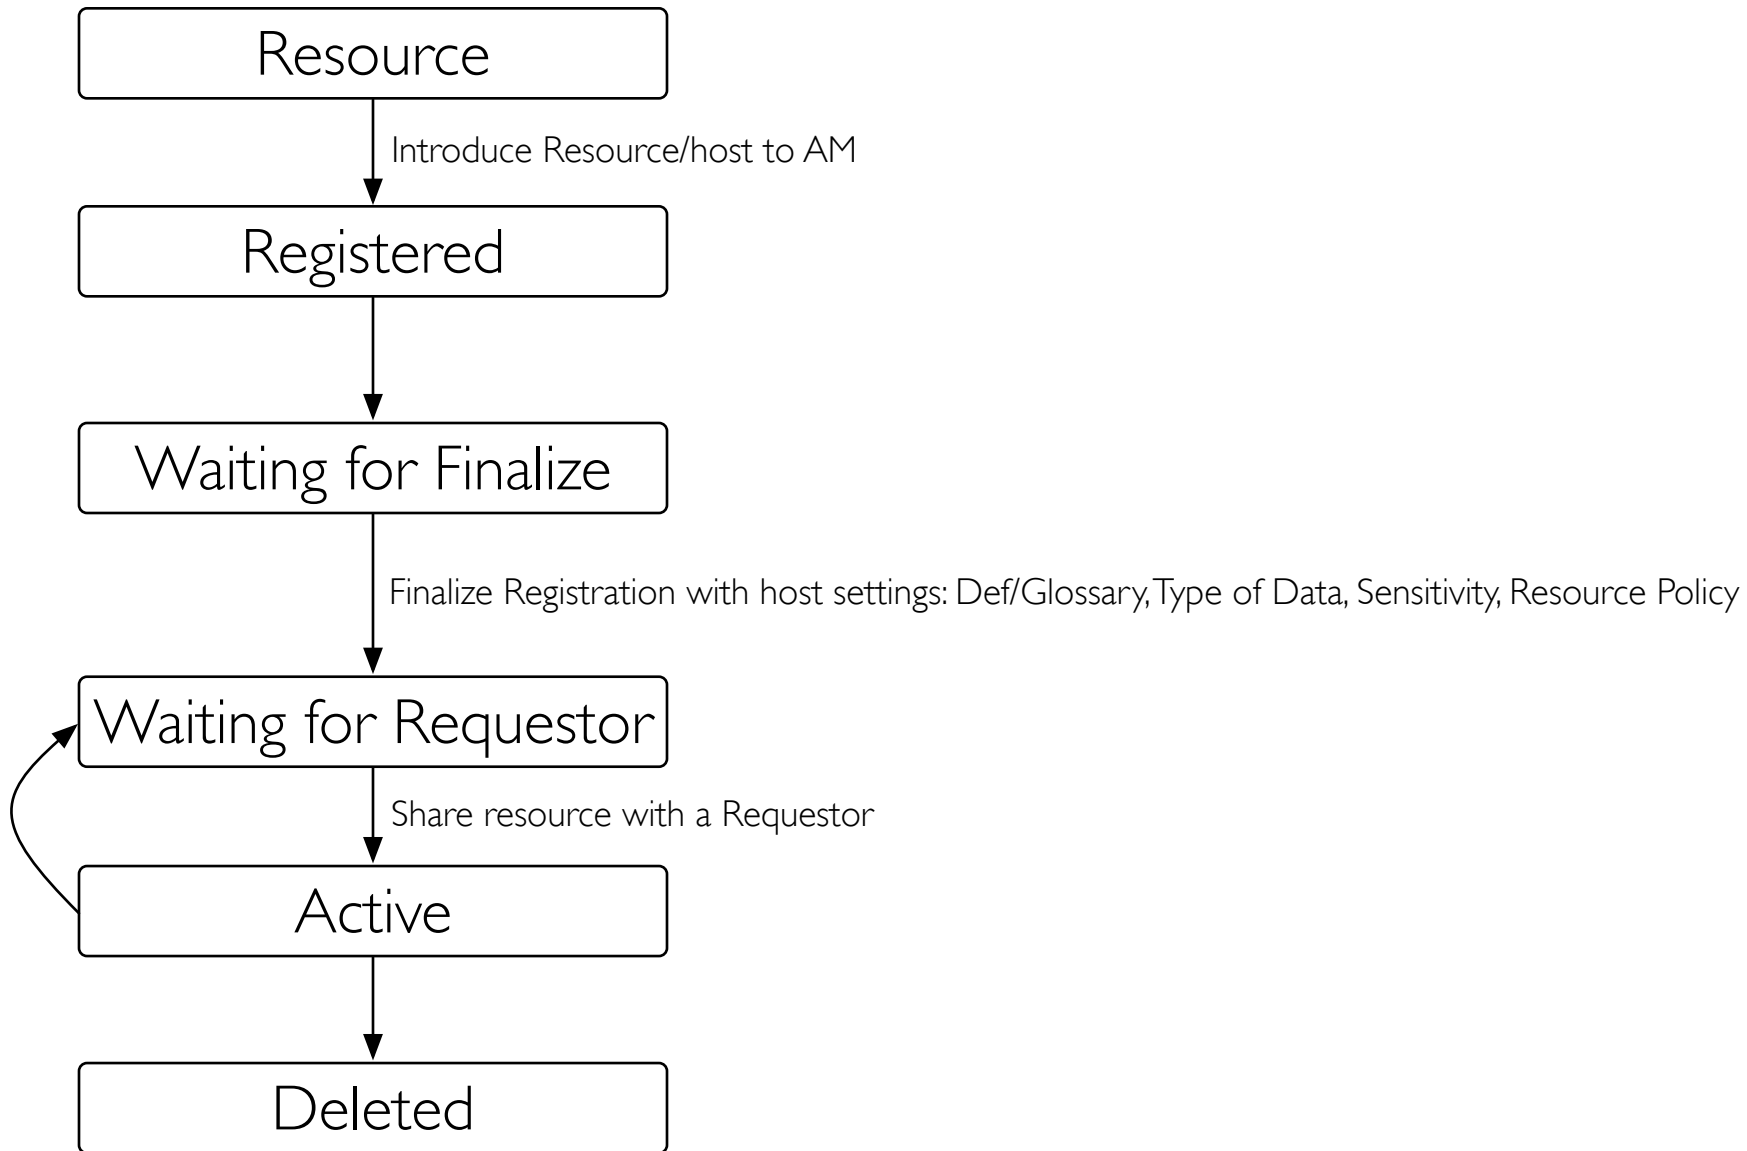 Resource
Introduce Resource/host to AM
Registered
Waiting for Finalize
Finalize Registration with host settings: Def/Glossary, Type of Data, Sensitivity, Resource Policy
Waiting for Requestor
Share resource with a Requestor
Active
Deleted